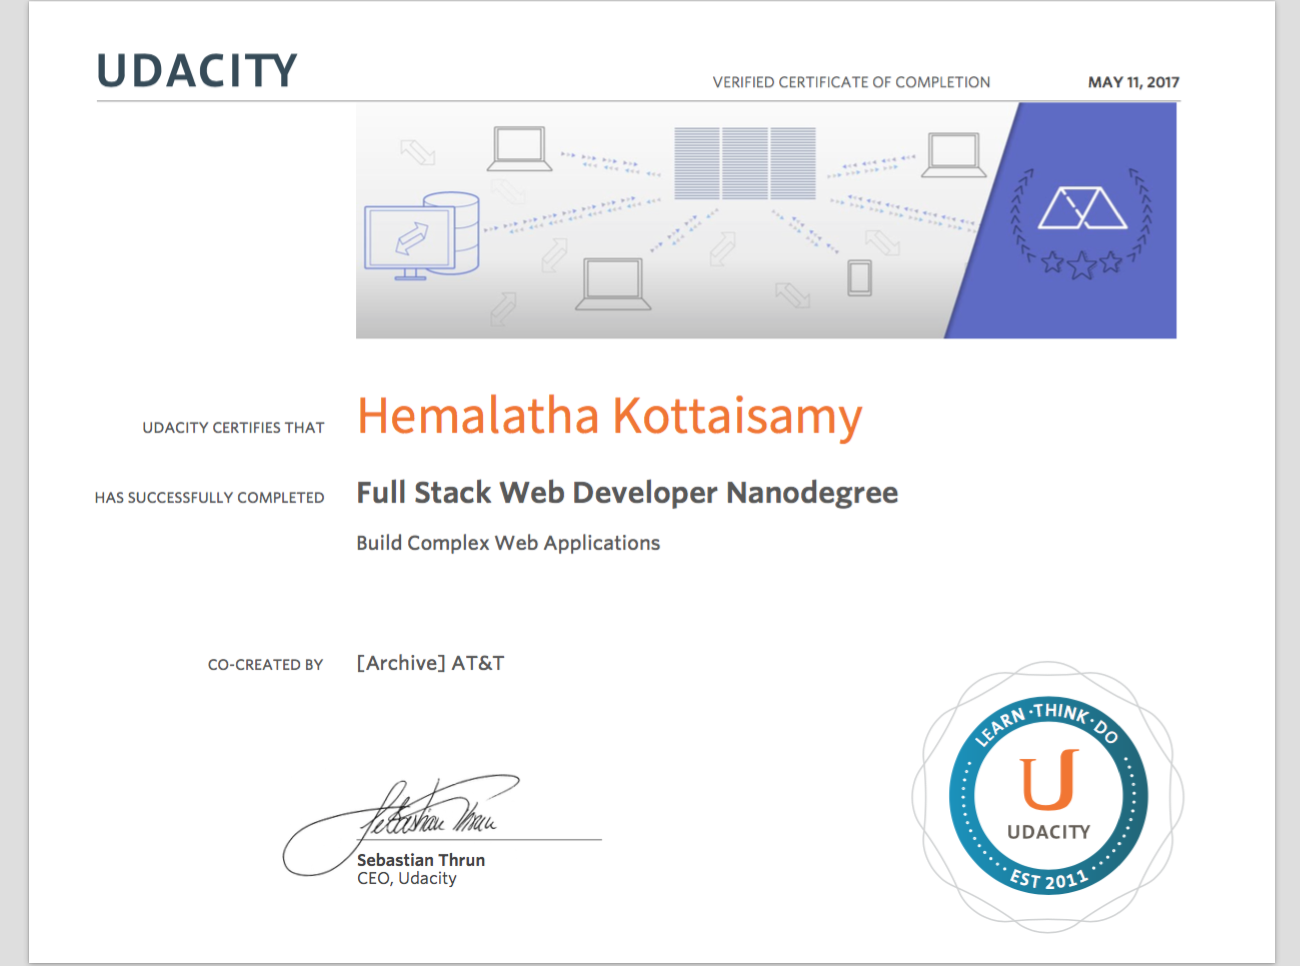 UDACITY
VERIFIED CERTIFICATE OF COMPLETION
MAY 11, 2017
UDACITY CERTIFIES THAT
Hemalatha Kottaisamy
HAS SUCCESSFULLY COMPLETED
Full Stack Web Developer Nanodegree
Build Complex Web Applications
CO-CREATED BY
[Archive] AT&T
Sebastian Thrun
Sebastian Thrun
CEO, Udacity
LEARN · THINK · DO
U
UDACITY
EST 2011